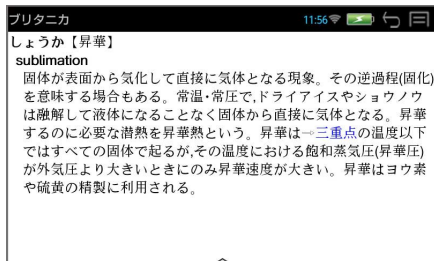 ブリタニカ 11:56
しょうか【昇華】
sublimation
固体が表面から気化して直接に気体となる現象。その逆過程(固化)
を意味する場合もある。常温・常圧で,ドライアイスやショウノウ
は融解して液体になることなく固体から直接に気体となる。昇華
するのに必要な潜熱を昇華熱という。昇華は→三重点の温度以下
ではすべての固体で起るが,その温度における飽和蒸気圧(昇華圧)
が外気圧より大きいときにのみ昇華速度が大きい。昇華はヨウ素
や硫黄の精製に利用される。